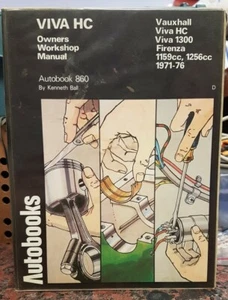 VIVA HC
Owners
Workshop
Manual
Autobook 860
By Kenneth Ball
Vauxhall
Viva HC
Viva 1300
Firenza
1159cc, 1256cc
1971-76
D
Autobooks